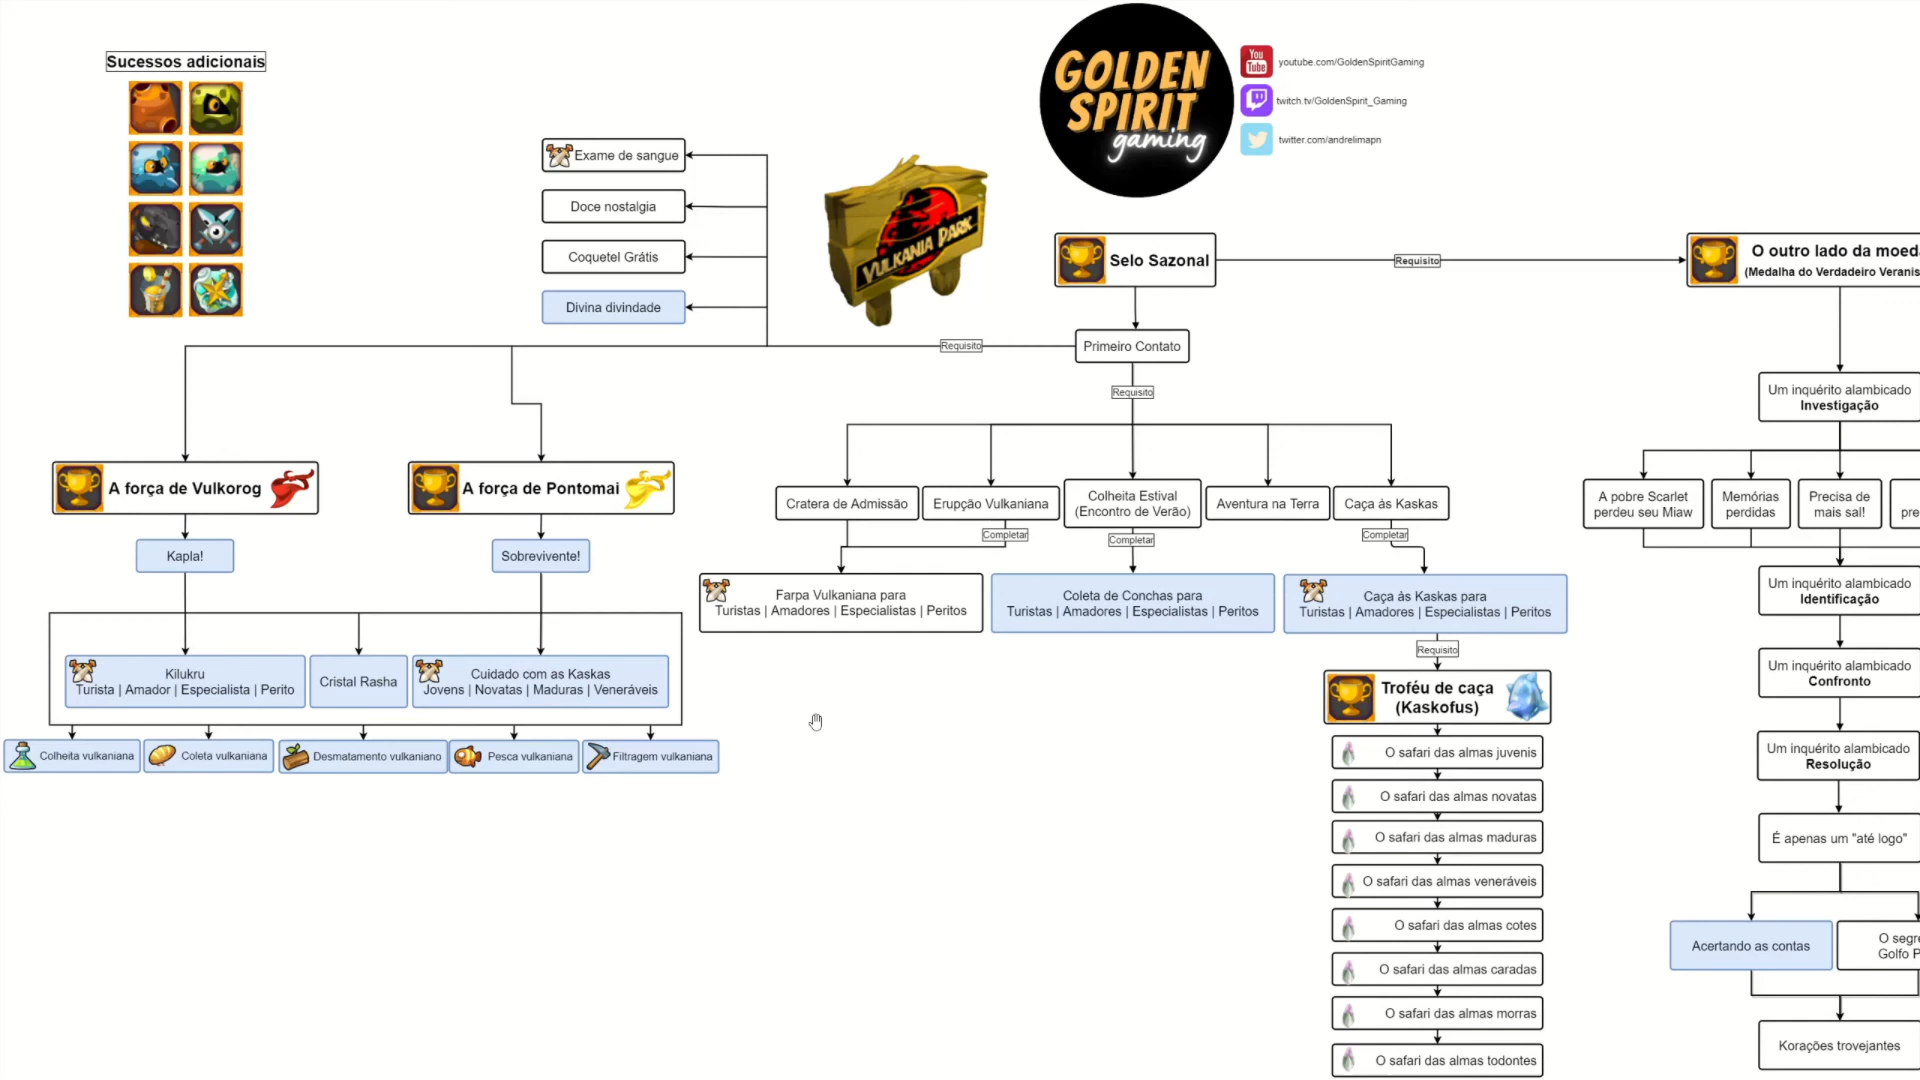 Sucessos adicionais
GOLDEN
SPIRIT
gaming
You
Tube
youtube.com/GoldenSpiritGaming
twitch.tv/GoldenSpirit_Gaming
twitter.com/andrelimapn
Exame de sangue
Doce nostalgia
Coquetel Grátis
Divina divindade
VULKANIA PARK
Selo Sazonal
Requisito
O outro lado da moeda
(Medalha do Verdadeiro Veranis
Requisito
Primeiro Contato
Requisito
Um inquérito alambicado
Investigação
A força de Vulkorog
A força de Pontomai
Cratera de Admissão
Erupção Vulkaniana
Colheita Estival
(Encontro de Verão)
Aventura na Terra
Caça às Kaskas
A pobre Scarlet
perdeu seu Miaw
Memórias
perdidas
Precisa de
mais sal!
pre
Completar
Completar
Completar
Kapla!
Sobrevivente!
Farpa Vulkaniana para
Turistas | Amadores | Especialistas | Peritos
Coleta de Conchas para
Turistas | Amadores | Especialistas | Peritos
Caça às Kaskas para
Turistas | Amadores | Especialistas | Peritos
Um inquérito alambicado
Identificação
Requisito
Kilukru
Turista | Amador | Especialista | Perito
Cristal Rasha
Cuidado com as Kaskas
Jovens | Novatas | Maduras | Veneráveis
Troféu de caça
(Kaskofus)
Um inquérito alambicado
Confronto
Colheita vulkaniana
Coleta vulkaniana
Desmatamento vulkaniano
Pesca vulkaniana
Filtragem vulkaniana
O safari das almas juvenis
O safari das almas novatas
O safari das almas maduras
O safari das almas veneráveis
O safari das almas cotes
O safari das almas caradas
O safari das almas morras
O safari das almas todontes
Um inquérito alambicado
Resolução
É apenas um "até logo"
Acertando as contas
O segre
Golfo P
Korações trovejantes